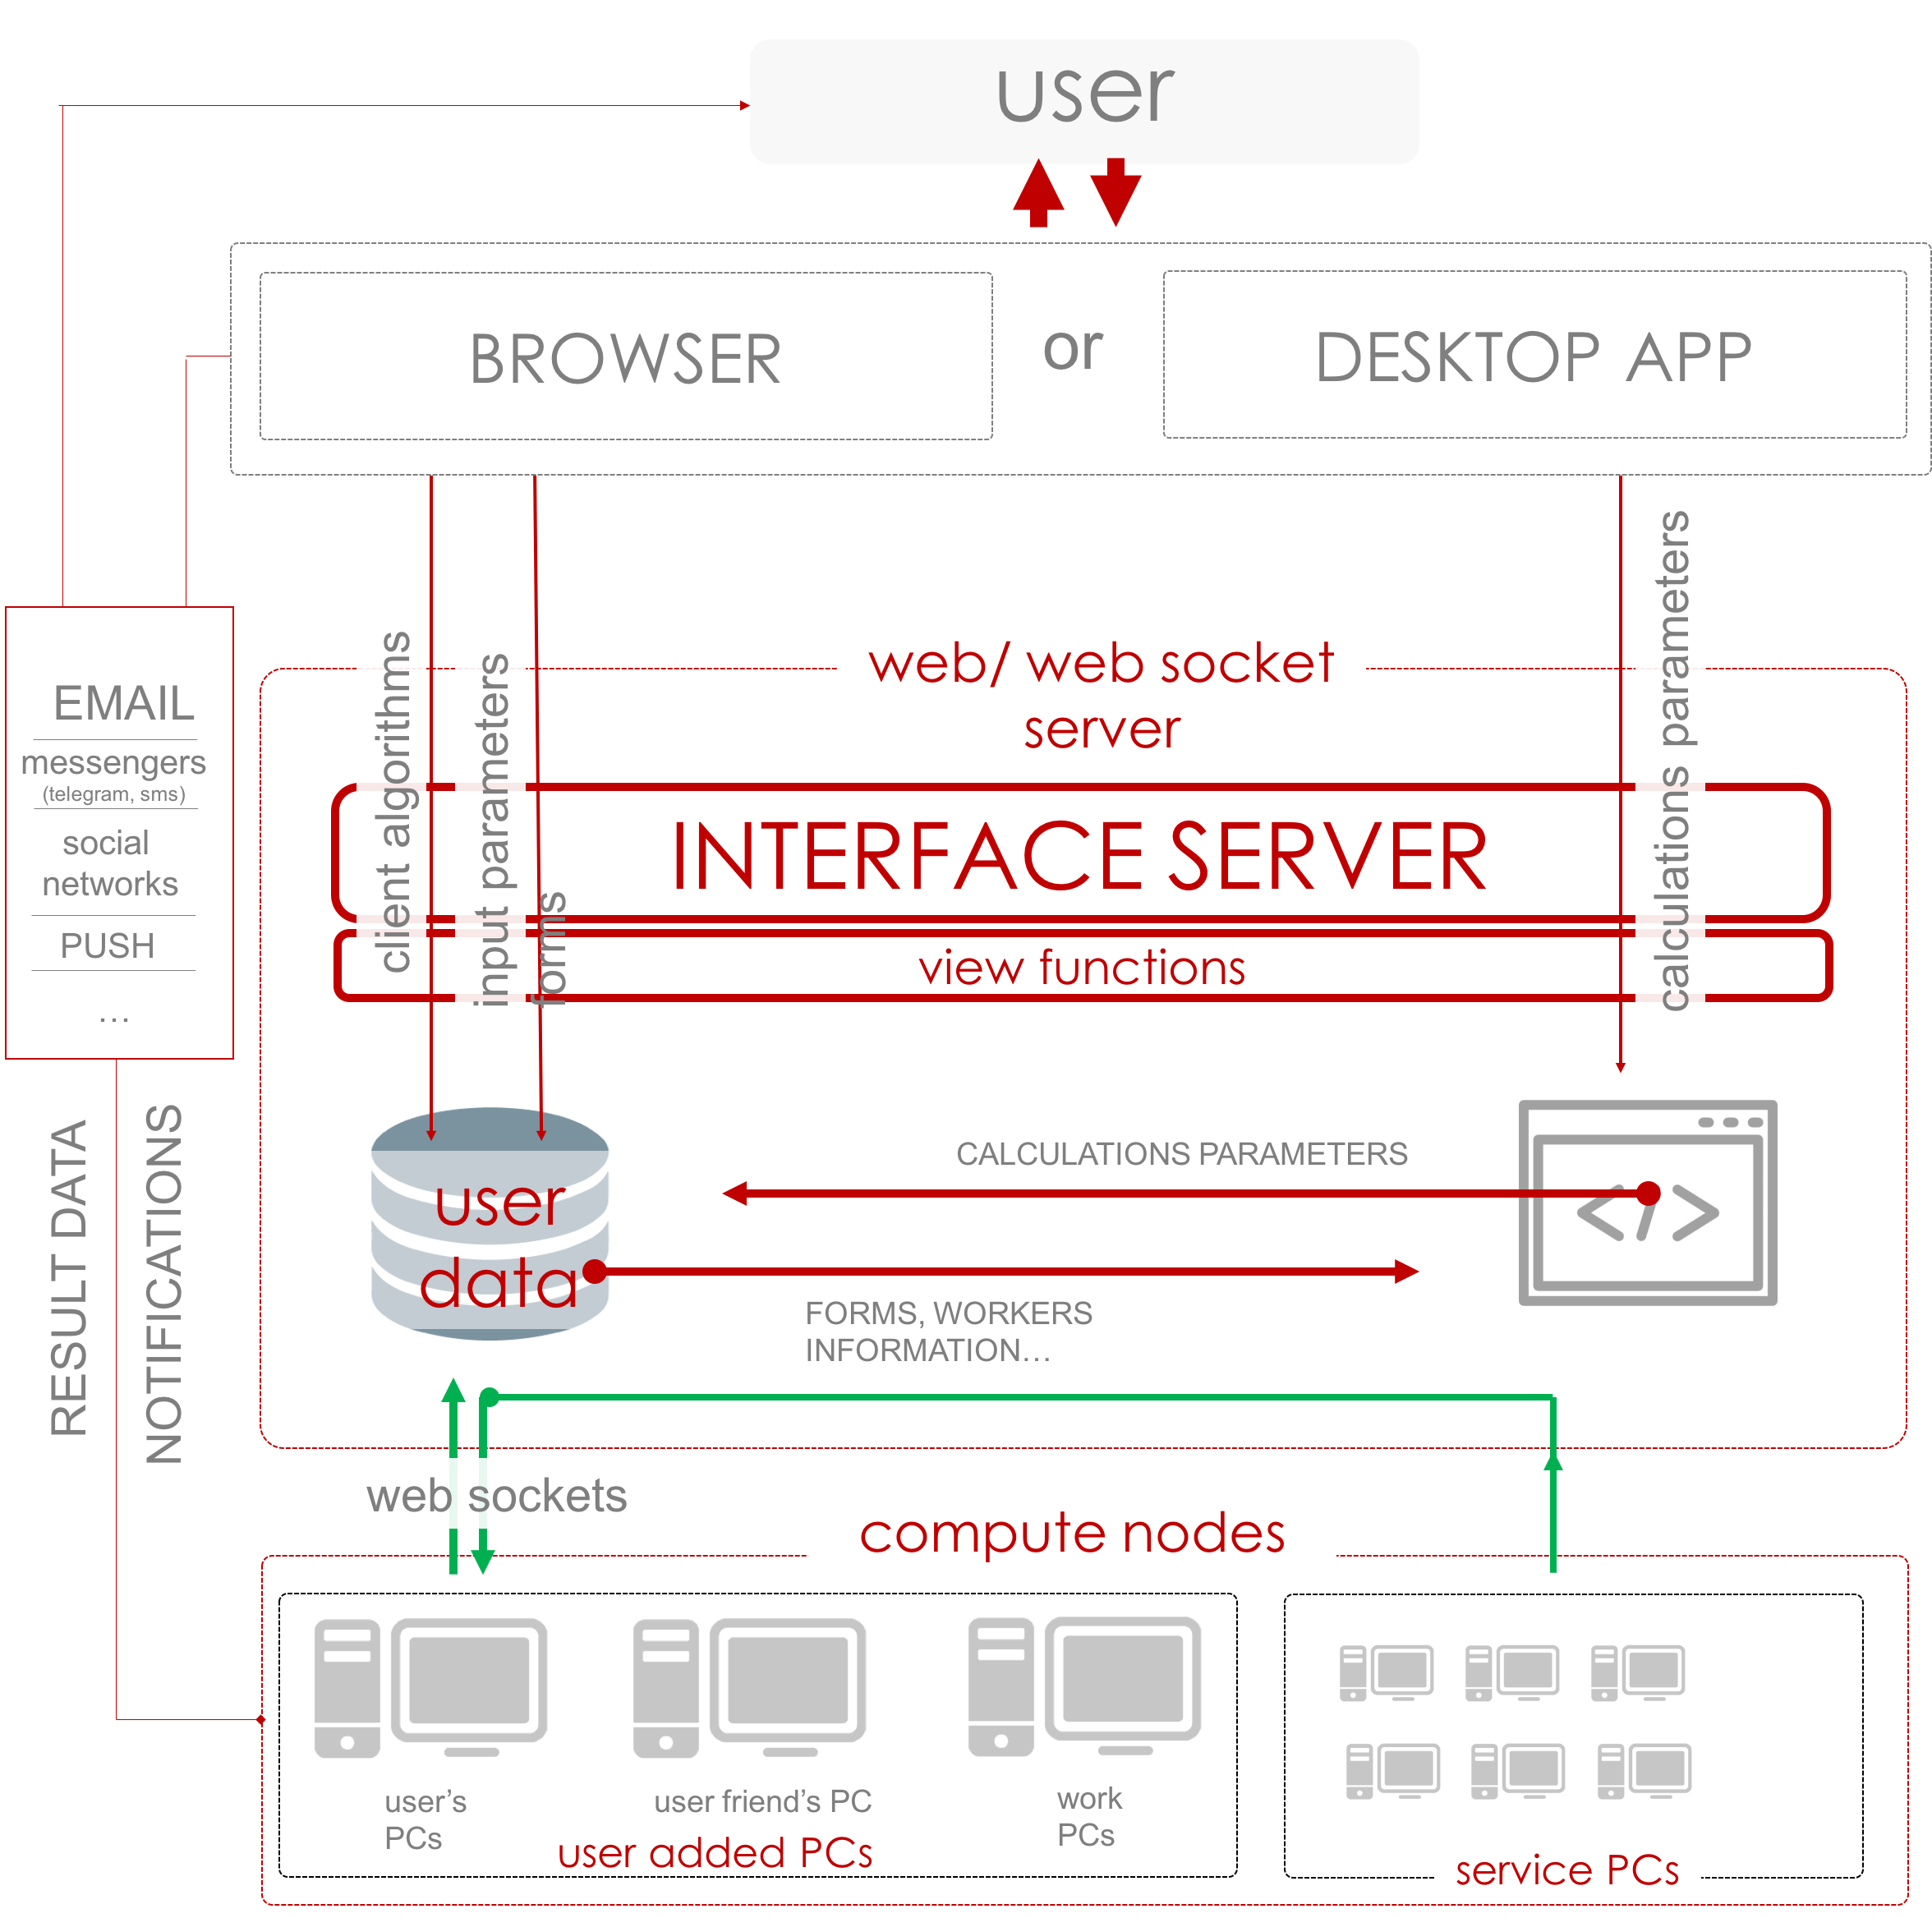 user
BROWSER
or
DESKTOP APP
client algorithms
input parameters
forms
calculations parameters
web/ web socket
server
INTERFACE SERVER
view functions
EMAIL
messengers
(telegram, sms)
social
networks
PUSH
…
RESULT DATA
NOTIFICATIONS
user
data
CALCULATIONS PARAMETERS
</>
FORMS, WORKERS
INFORMATION…
web sockets
compute nodes
user’s
PCs
user friend’s PC
work
PCs
user added PCs
service PCs